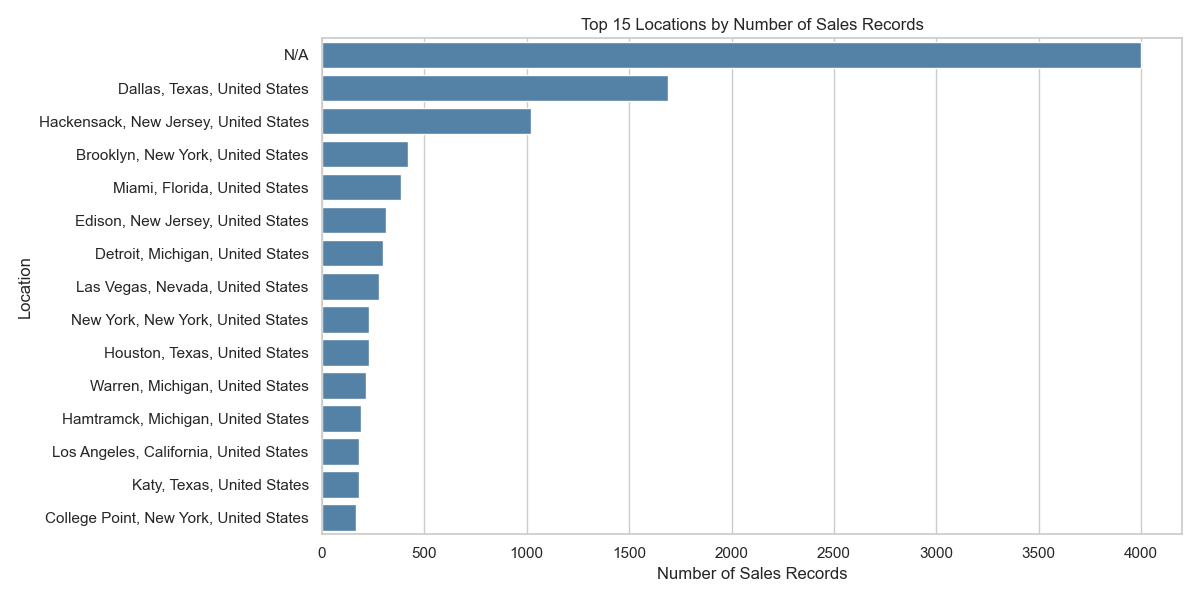 Top 15 Locations by Number of Sales Records
Location
N/A
Dallas, Texas, United States
Hackensack, New Jersey, United States
Brooklyn, New York, United States
Miami, Florida, United States
Edison, New Jersey, United States
Detroit, Michigan, United States
Las Vegas, Nevada, United States
New York, New York, United States
Houston, Texas, United States
Warren, Michigan, United States
Hamtramck, Michigan, United States
Los Angeles, California, United States
Katy, Texas, United States
College Point, New York, United States
0 500 1000 1500 2000 2500 3000 3500 4000
Number of Sales Records